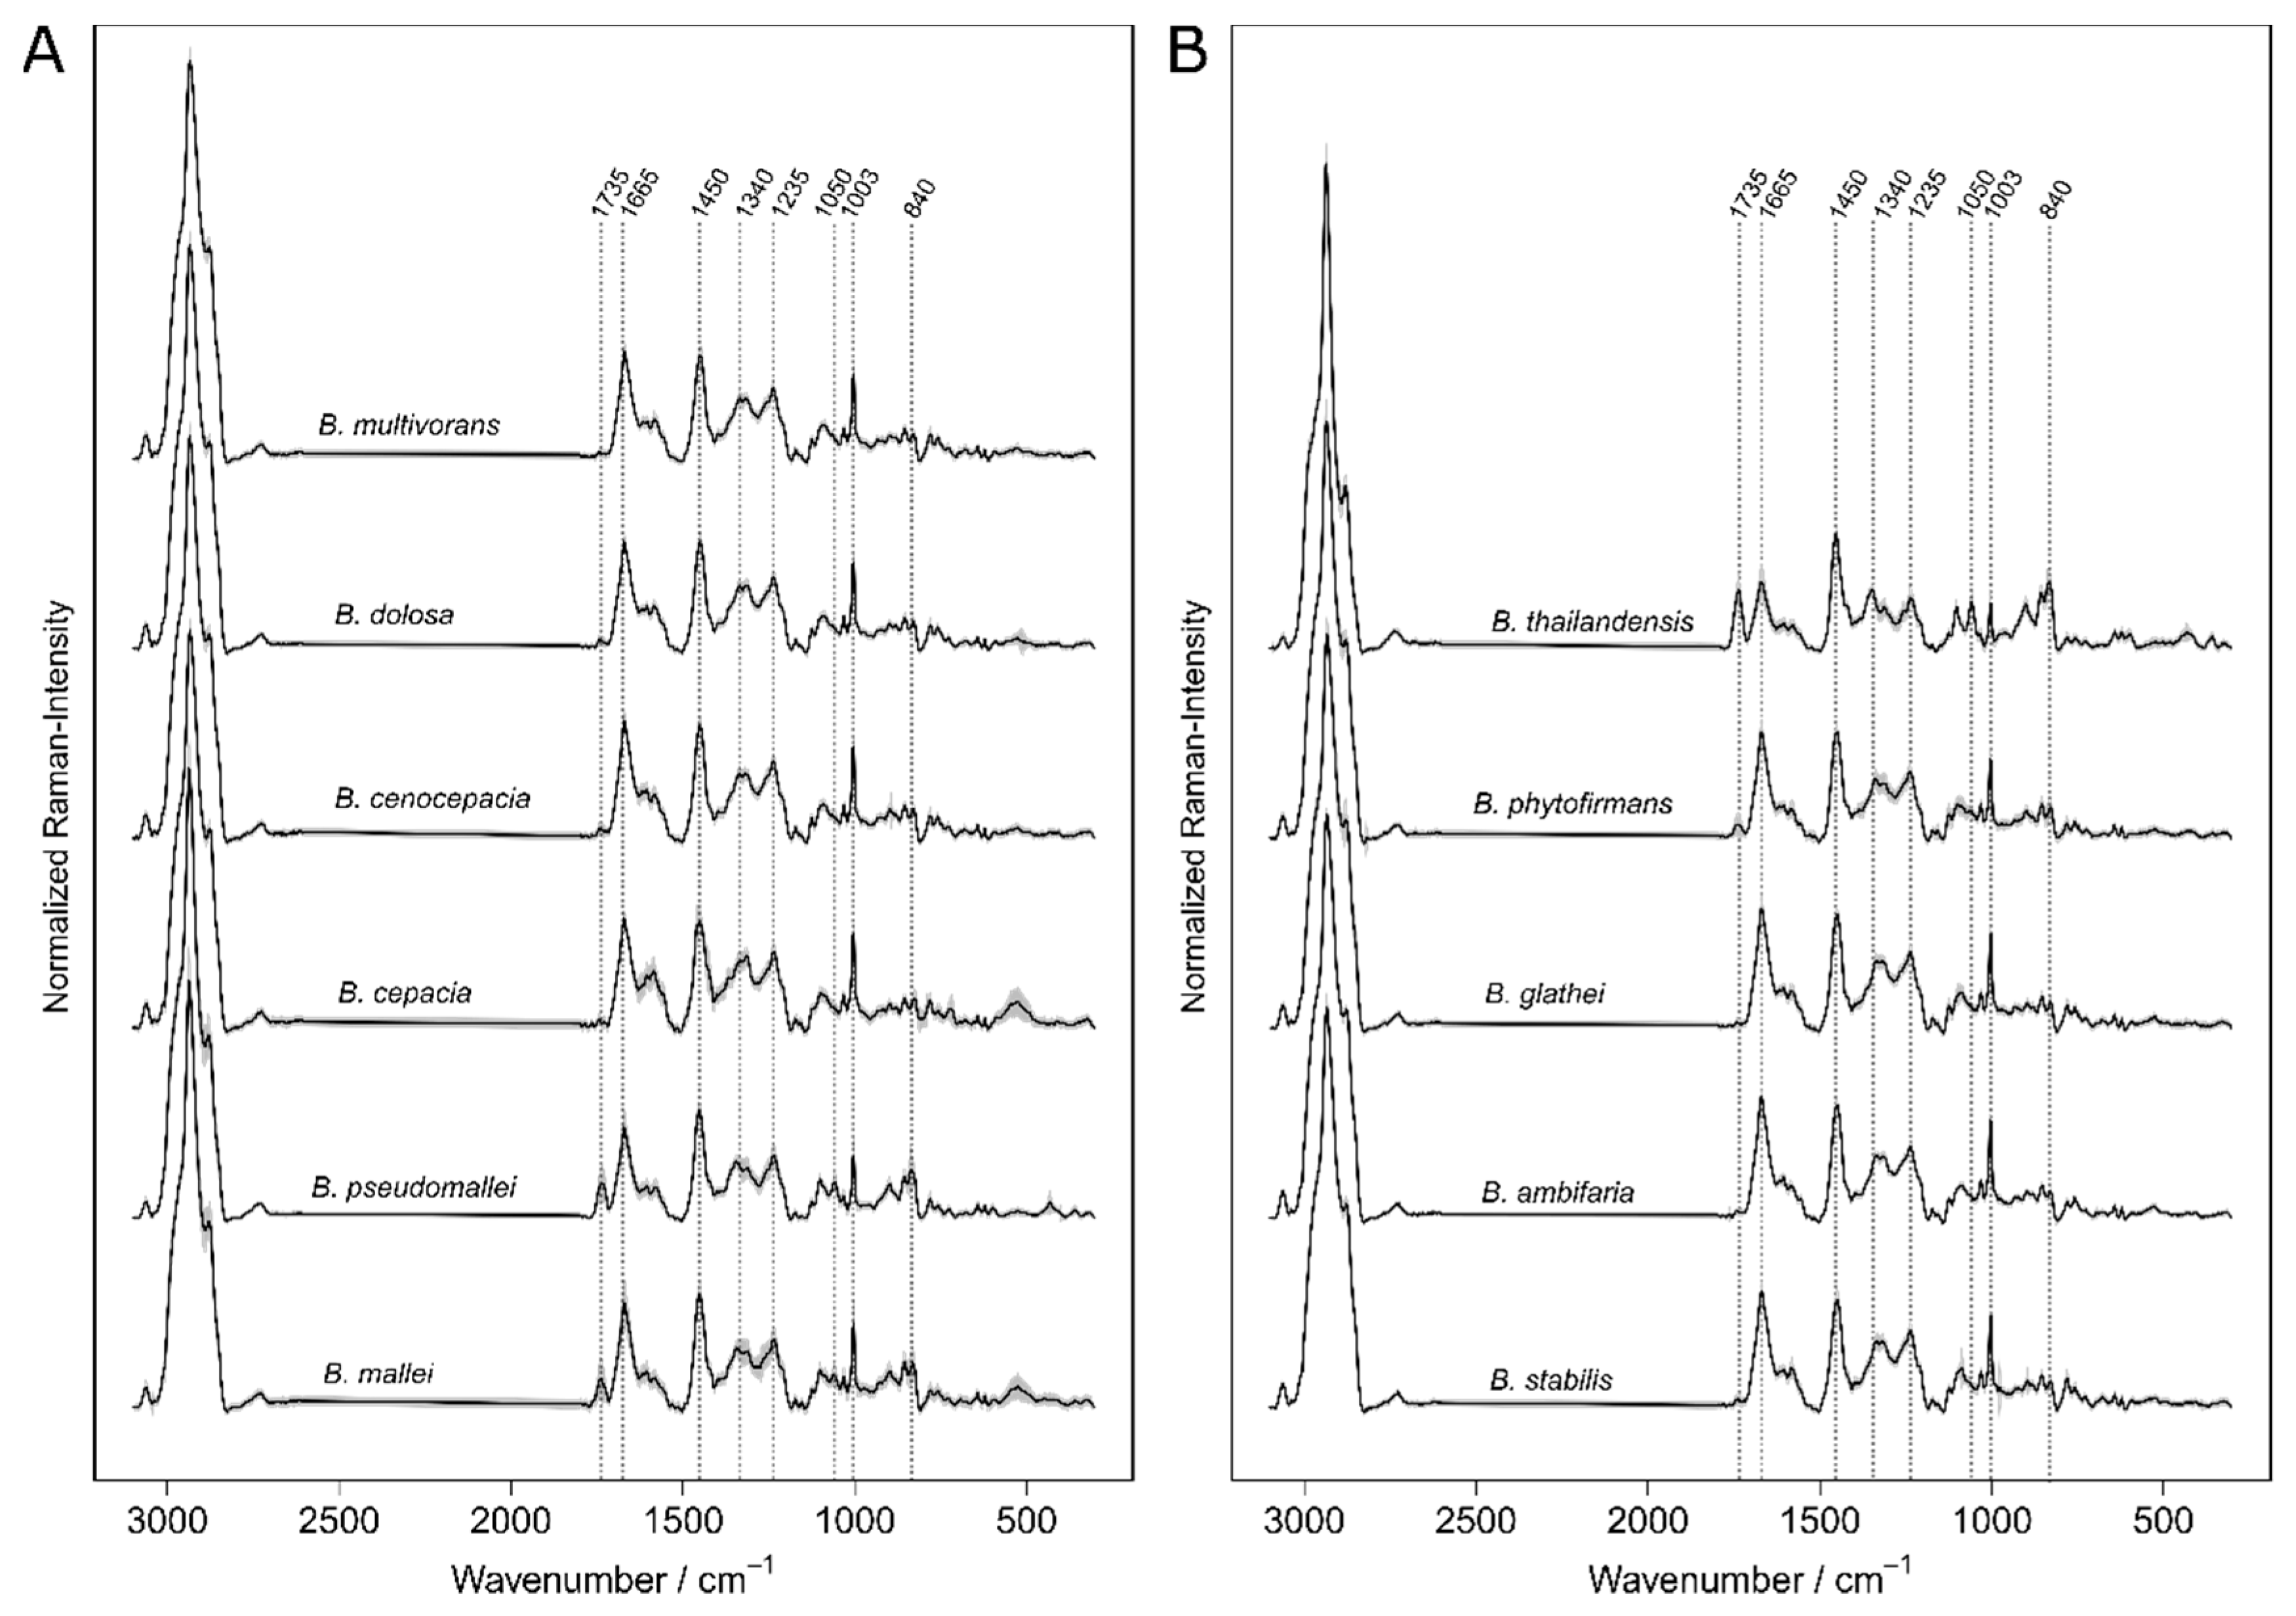 A
1735
1665
1450
1340
1235
1050
1003
840
B. multivorans
B. dolosa
B. cenocepacia
B. cepacia
B. pseudomallei
B. mallei
Normalized Raman-Intensity
3000 2500 2000 1500 1000 500
Wavenumber / cm⁻¹
B
1735
1665
1450
1340
1235
1050
1003
840
B. thailandensis
B. phytofirmans
B. glathei
B. ambifaria
B. stabilis
Normalized Raman-Intensity
3000 2500 2000 1500 1000 500
Wavenumber / cm⁻¹